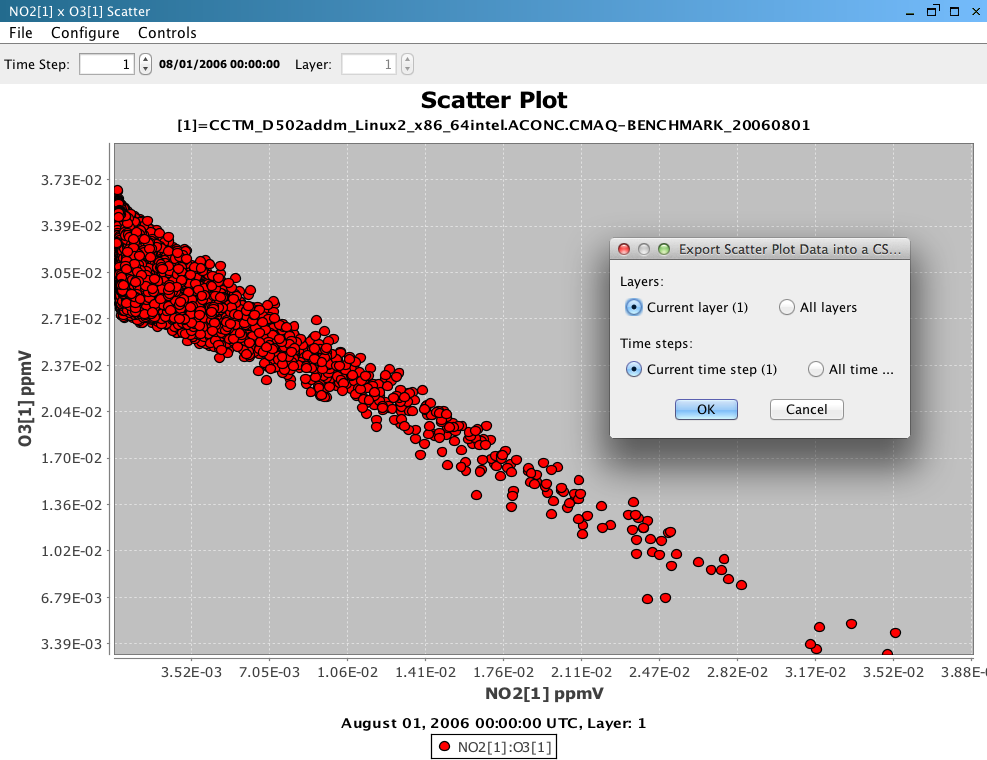 NO2[1] x O3[1] Scatter
File Configure Controls
Time Step: 1 08/01/2006 00:00:00 Layer: 1
Scatter Plot
[1]=CCTM_D502addm_Linux2_x86_64intel.ACONC.CMAQ-BENCHMARK_20060801
3.73E-02
3.39E-02
3.05E-02
2.71E-02
2.37E-02
2.04E-02
1.70E-02
1.36E-02
1.02E-02
6.79E-03
3.39E-03
O3[1] ppmV
Export Scatter Plot Data into a CS...
Layers:
Current layer (1) All layers
Time steps:
Current time step (1) All time ...
OK Cancel
3.52E-03 7.05E-03 1.06E-02 1.41E-02 1.76E-02 2.11E-02 2.47E-02 2.82E-02 3.17E-02 3.52E-02 3.88E-
NO2[1] ppmV
August 01, 2006 00:00:00 UTC, Layer: 1
NO2[1]:O3[1]